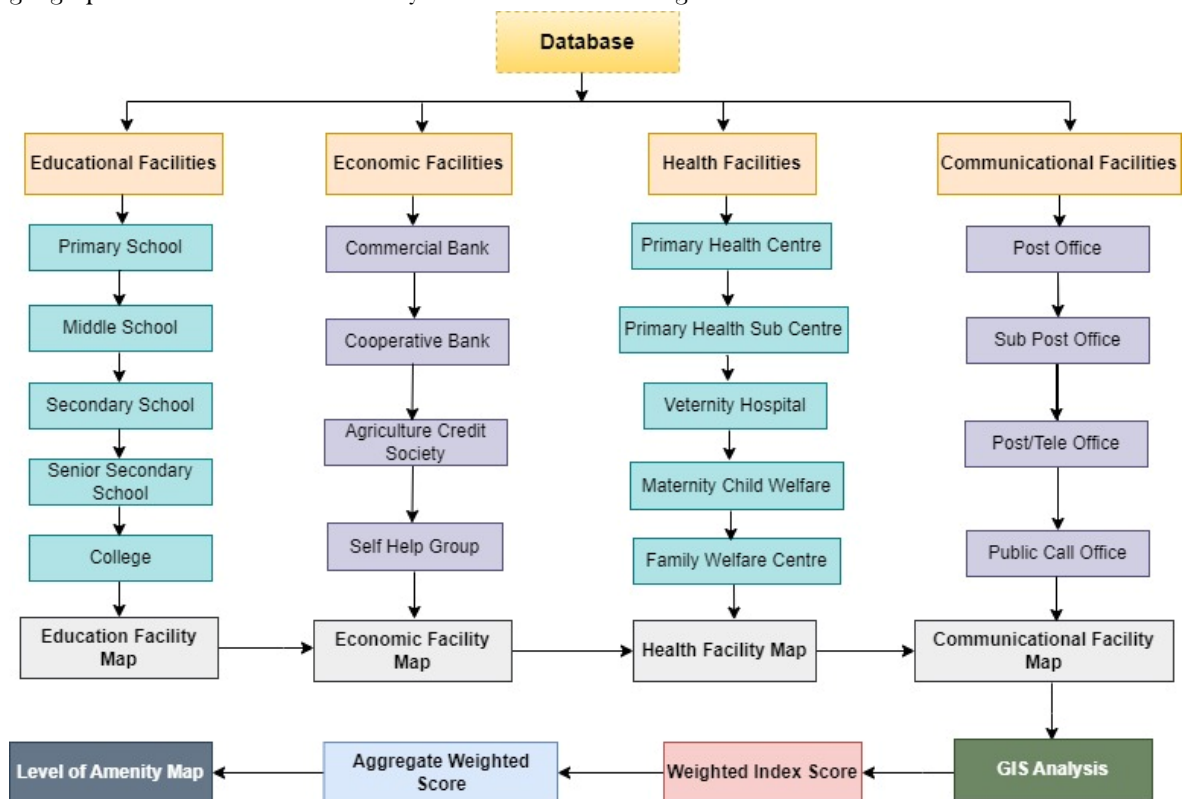 Database
Educational Facilities
Economic Facilities
Health Facilities
Communicational Facilities
Primary School
Middle School
Secondary School
Senior Secondary
School
College
Education Facility
Map
Commercial Bank
Cooperative Bank
Agriculture Credit
Society
Self Help Group
Economic Facility
Map
Primary Health Centre
Primary Health Sub Centre
Veternity Hospital
Maternity Child Welfare
Family Welfare Centre
Health Facility Map
Post Office
Sub Post Office
Post/Tele Office
Public Call Office
Communicational Facility
Map
GIS Analysis
Weighted Index Score
Aggregate Weighted
Score
Level of Amenity Map